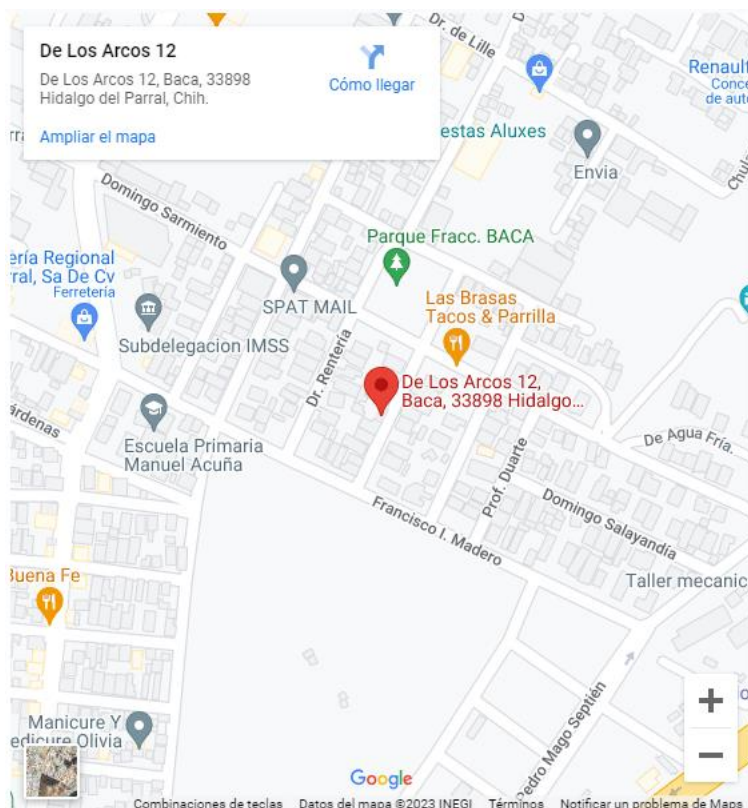 De Los Arcos 12
De Los Arcos 12, Baca, 33898
Hidalgo del Parral, Chih.
Cómo llegar
Ampliar el mapa
Dr. de Lille
Renault
Conce
de auto
estas Aluxes
Envia
Domingo Sarmiento
Parque Fracc. BACA
ería Regional
ral, Sa De Cv
Ferretería
SPAT MAIL
Las Brasas
Tacos & Parrilla
Subdelegacion IMSS
Dr. Rentería
De Los Arcos 12,
Baca, 33898 Hidalgo...
árdenas
Escuela Primaria
Manuel Acuña
De Agua Fría.
Prof. Duarte
Domingo Salayandía
Francisco I. Madero
Buena Fe
Taller mecanic
Pedro Mago Septién
Manicure Y
edicure Olivia
+
−
Google
Combinaciones de teclas
Datos del mapa ©2023 INEGI
Términos
Notificar un problema de Maps